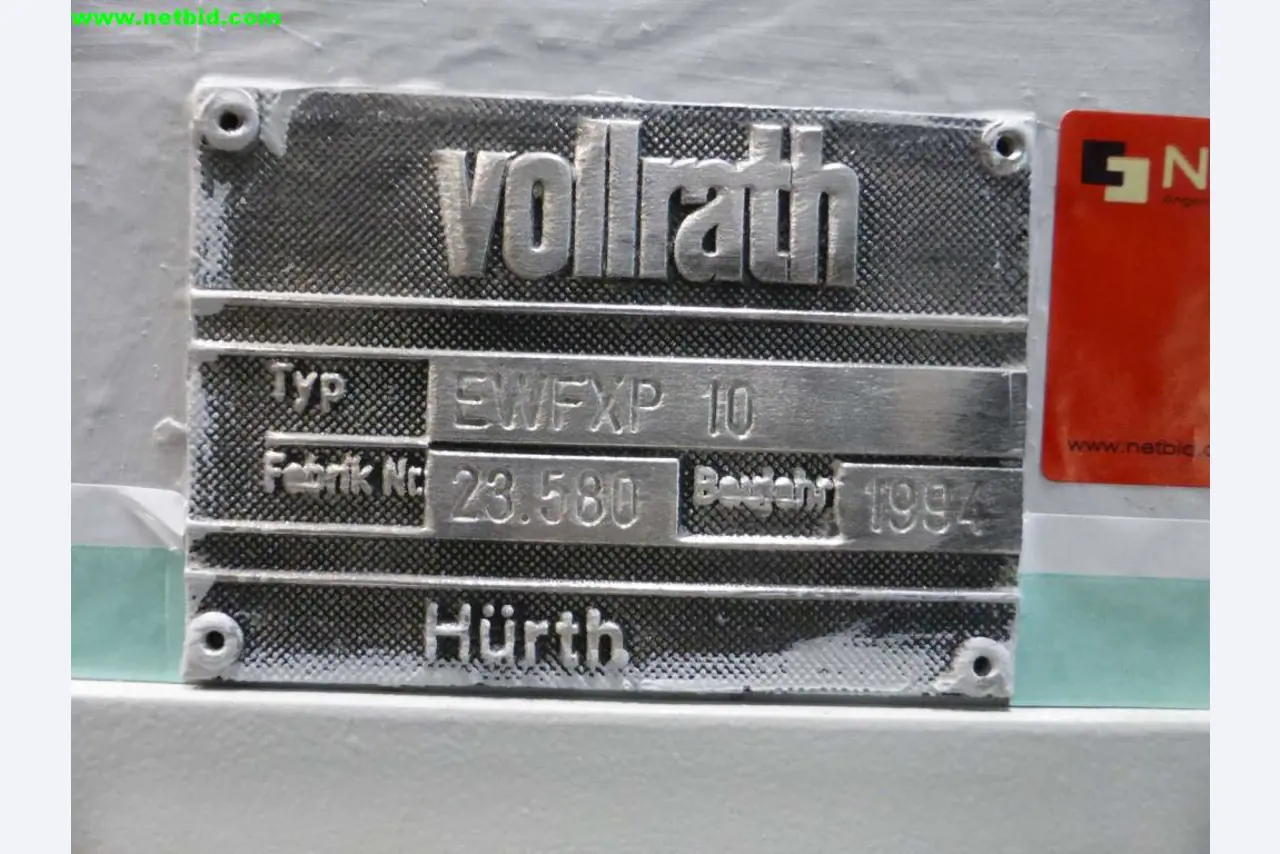 www.netbid.com
vollrath
N
Typ EWFXP 10
Fabrik Nr. 23.580 Baujahr 1994
www.netbid.c
Hürth